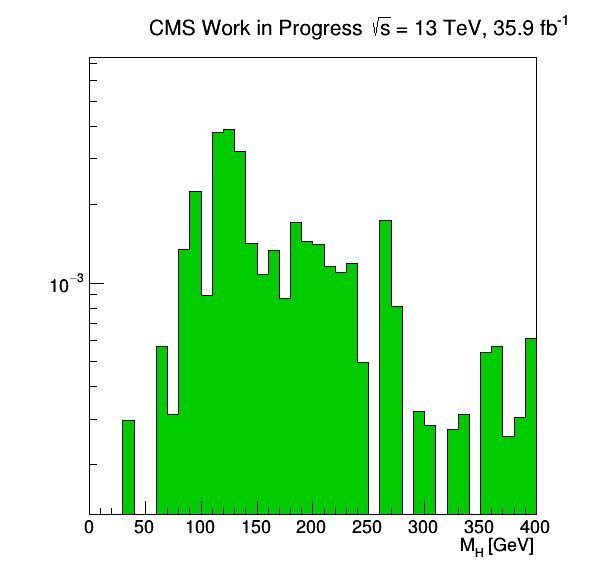 CMS Work in Progress √s = 13 TeV, 35.9 fb⁻¹
10⁻³
0 50 100 150 200 250 300 350 400
M_H [GeV]